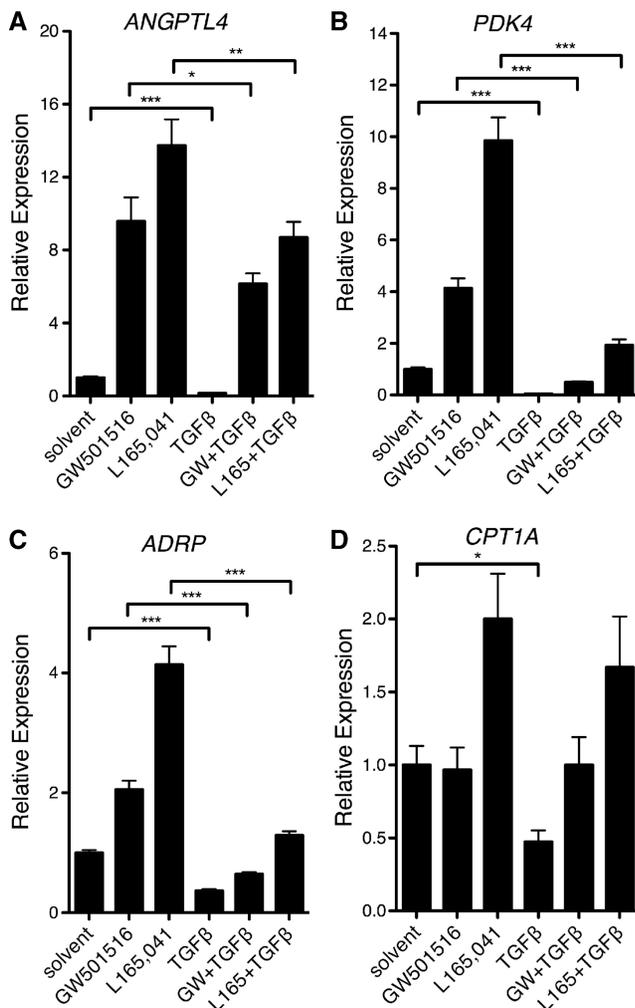 A
ANGPTL4
20
16
12
8
4
0
Relative Expression
***
*
**
solvent
GW501516
L165,041
TGFβ
GW+TGFβ
L165+TGFβ
B
PDK4
14
12
10
8
6
4
2
0
Relative Expression
***
***
***
solvent
GW501516
L165,041
TGFβ
GW+TGFβ
L165+TGFβ
C
ADRP
6
4
2
0
Relative Expression
***
***
***
solvent
GW501516
L165,041
TGFβ
GW+TGFβ
L165+TGFβ
D
CPT1A
2.5
2.0
1.5
1.0
0.5
0.0
Relative Expression
*
solvent
GW501516
L165,041
TGFβ
GW+TGFβ
L165+TGFβ